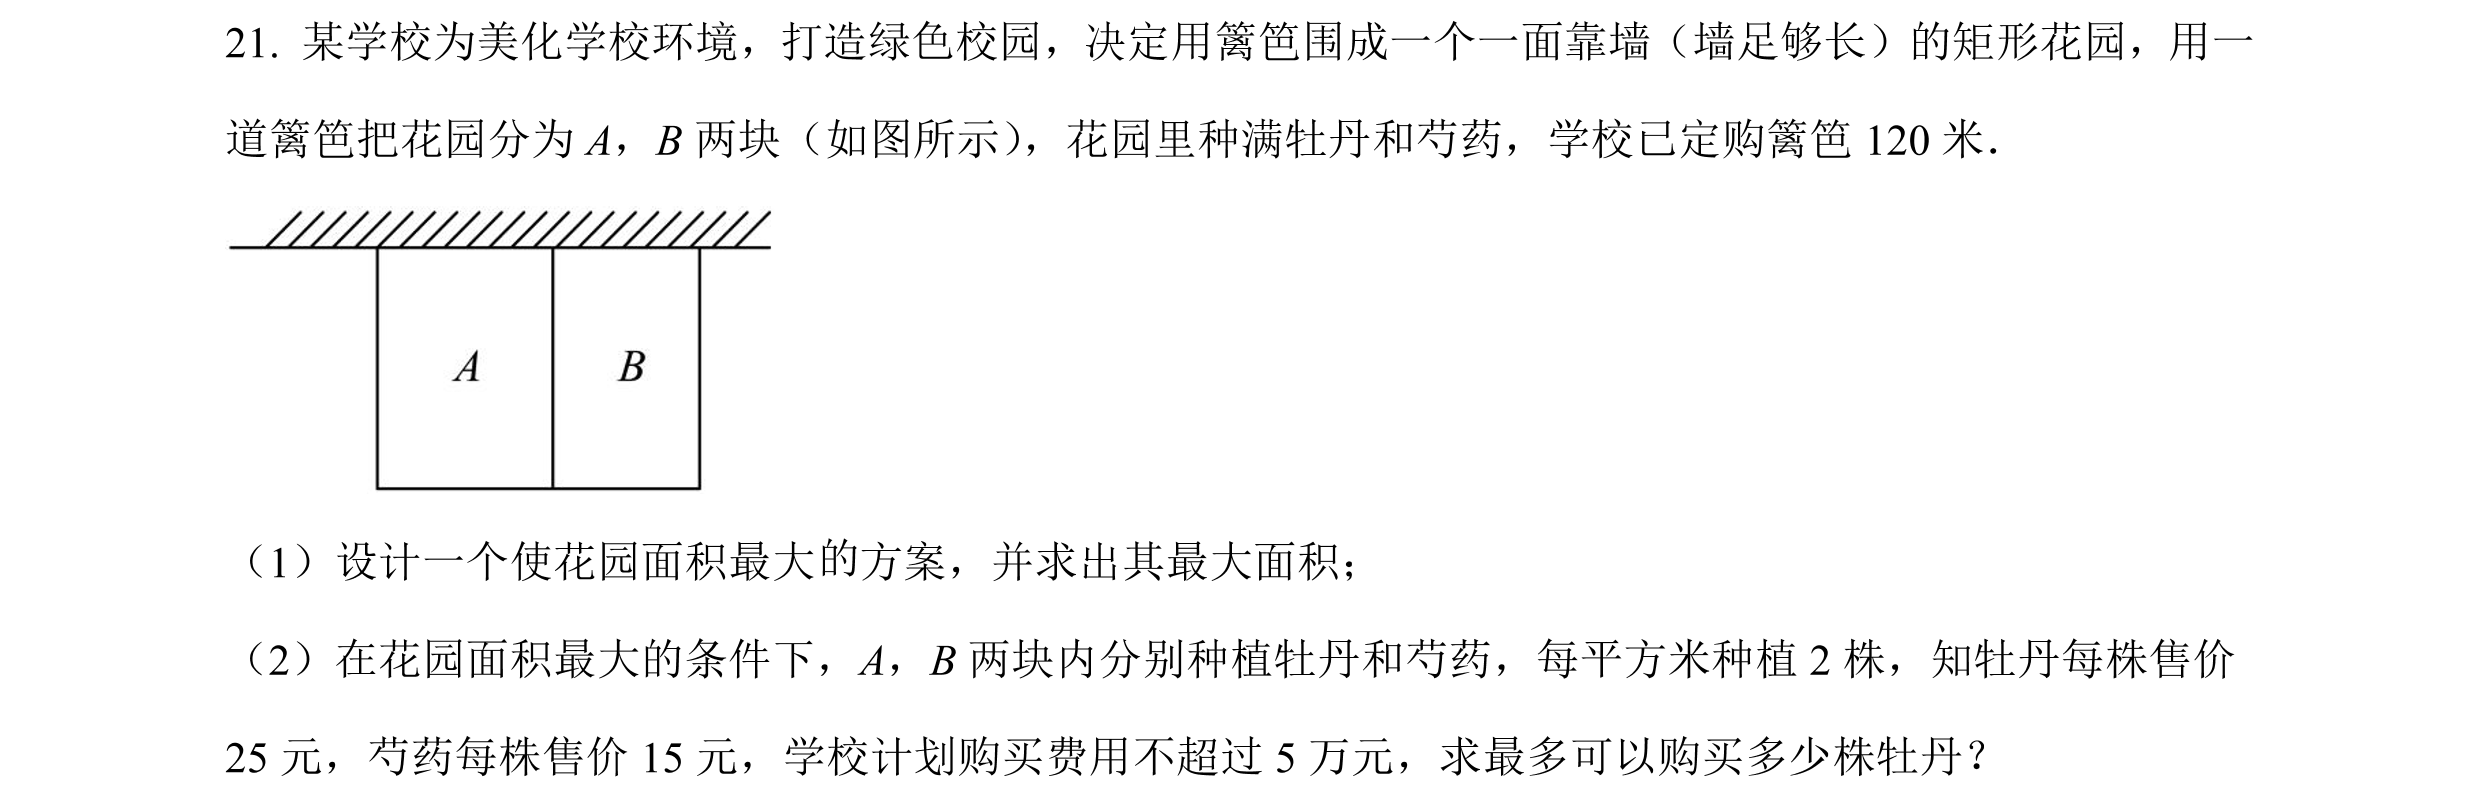 21. 某学校为美化学校环境，打造绿色校园，决定用篱笆围成一个一面靠墙（墙足够长）的矩形花园，用一
道篱笆把花园分为 A，B 两块（如图所示），花园里种满牡丹和芍药，学校已定购篱笆 120 米．
A B
（1）设计一个使花园面积最大的方案，并求出其最大面积；
（2）在花园面积最大的条件下，A，B 两块内分别种植牡丹和芍药，每平方米种植 2 株，知牡丹每株售价
25 元，芍药每株售价 15 元，学校计划购买费用不超过 5 万元，求最多可以购买多少株牡丹？